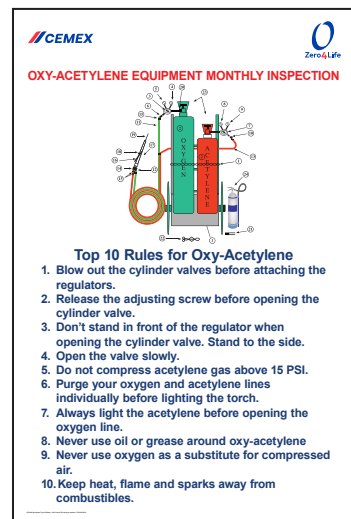 CEMEX
Zero4Life
OXY-ACETYLENE EQUIPMENT MONTHLY INSPECTION
OXYGEN
ACETYLENE
Top 10 Rules for Oxy-Acetylene
1. Blow out the cylinder valves before attaching the
regulators.
2. Release the adjusting screw before opening the
cylinder valve.
3. Don't stand in front of the regulator when
opening the cylinder valve. Stand to the side.
4. Open the valve slowly.
5. Do not compress acetylene gas above 15 PSI.
6. Purge your oxygen and acetylene lines
individually before lighting the torch.
7. Always light the acetylene before opening the
oxygen line.
8. Never use oil or grease around oxy-acetylene
9. Never use oxygen as a substitute for compressed
air.
10. Keep heat, flame and sparks away from
combustibles.